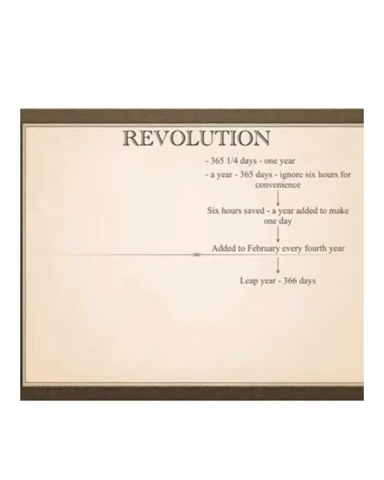 REVOLUTION
- 365 1/4 days - one year
- a year - 365 days - ignore six hours for
convenience
Six hours saved - a year added to make
one day
Added to February every fourth year
Leap year - 366 days